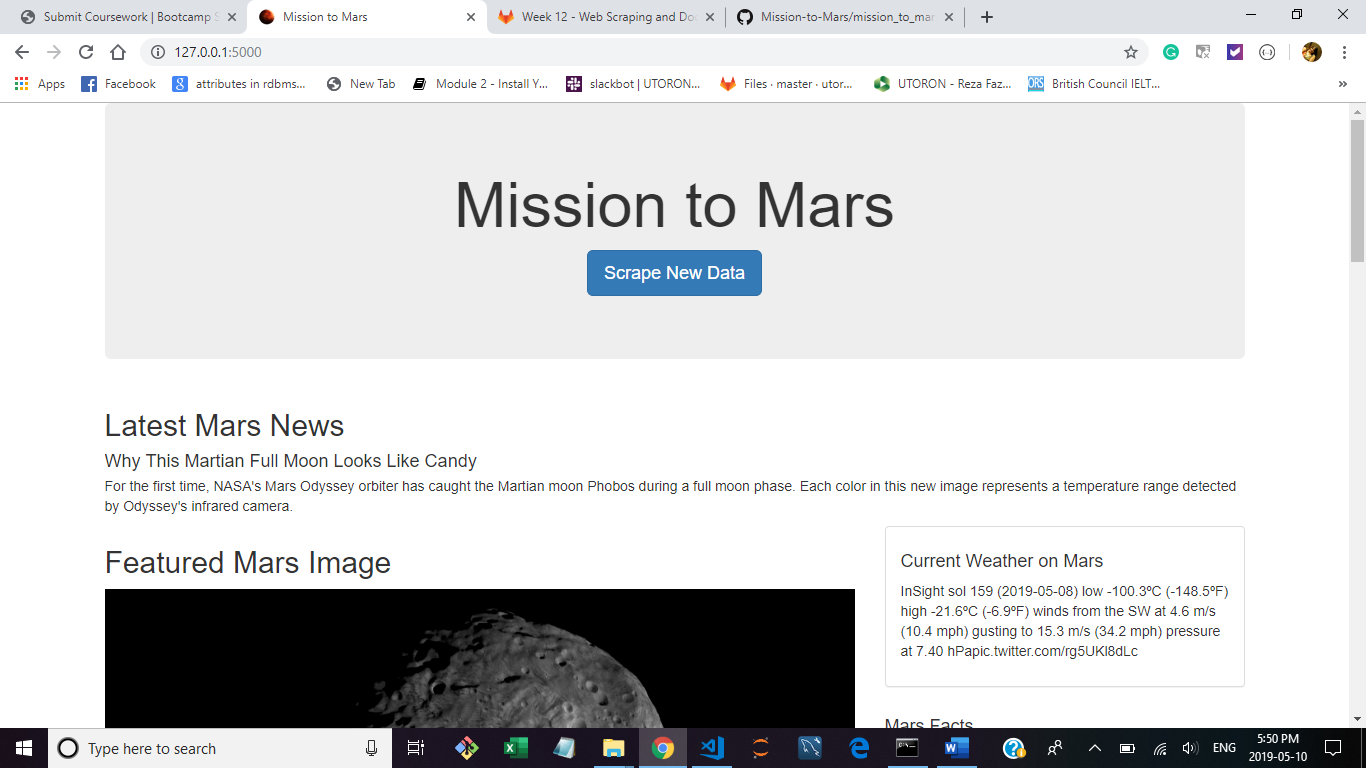 Submit Coursework | Bootcamp S
Mission to Mars
Week 12 - Web Scraping and Do
Mission-to-Mars/mission_to_mar
127.0.0.1:5000
Apps
Facebook
attributes in rdbms...
New Tab
Module 2 - Install Y...
slackbot | UTORON...
Files · master · utor...
UTORON - Reza Faz...
British Council IELT...
Mission to Mars
Scrape New Data
Latest Mars News
Why This Martian Full Moon Looks Like Candy
For the first time, NASA's Mars Odyssey orbiter has caught the Martian moon Phobos during a full moon phase. Each color in this new image represents a temperature range detected
by Odyssey's infrared camera.
Featured Mars Image
Current Weather on Mars
InSight sol 159 (2019-05-08) low -100.3ºC (-148.5ºF)
high -21.6ºC (-6.9ºF) winds from the SW at 4.6 m/s
(10.4 mph) gusting to 15.3 m/s (34.2 mph) pressure
at 7.40 hPapic.twitter.com/rg5UKl8dLc
Mars Facts
Type here to search
ENG
5:50 PM
2019-05-10